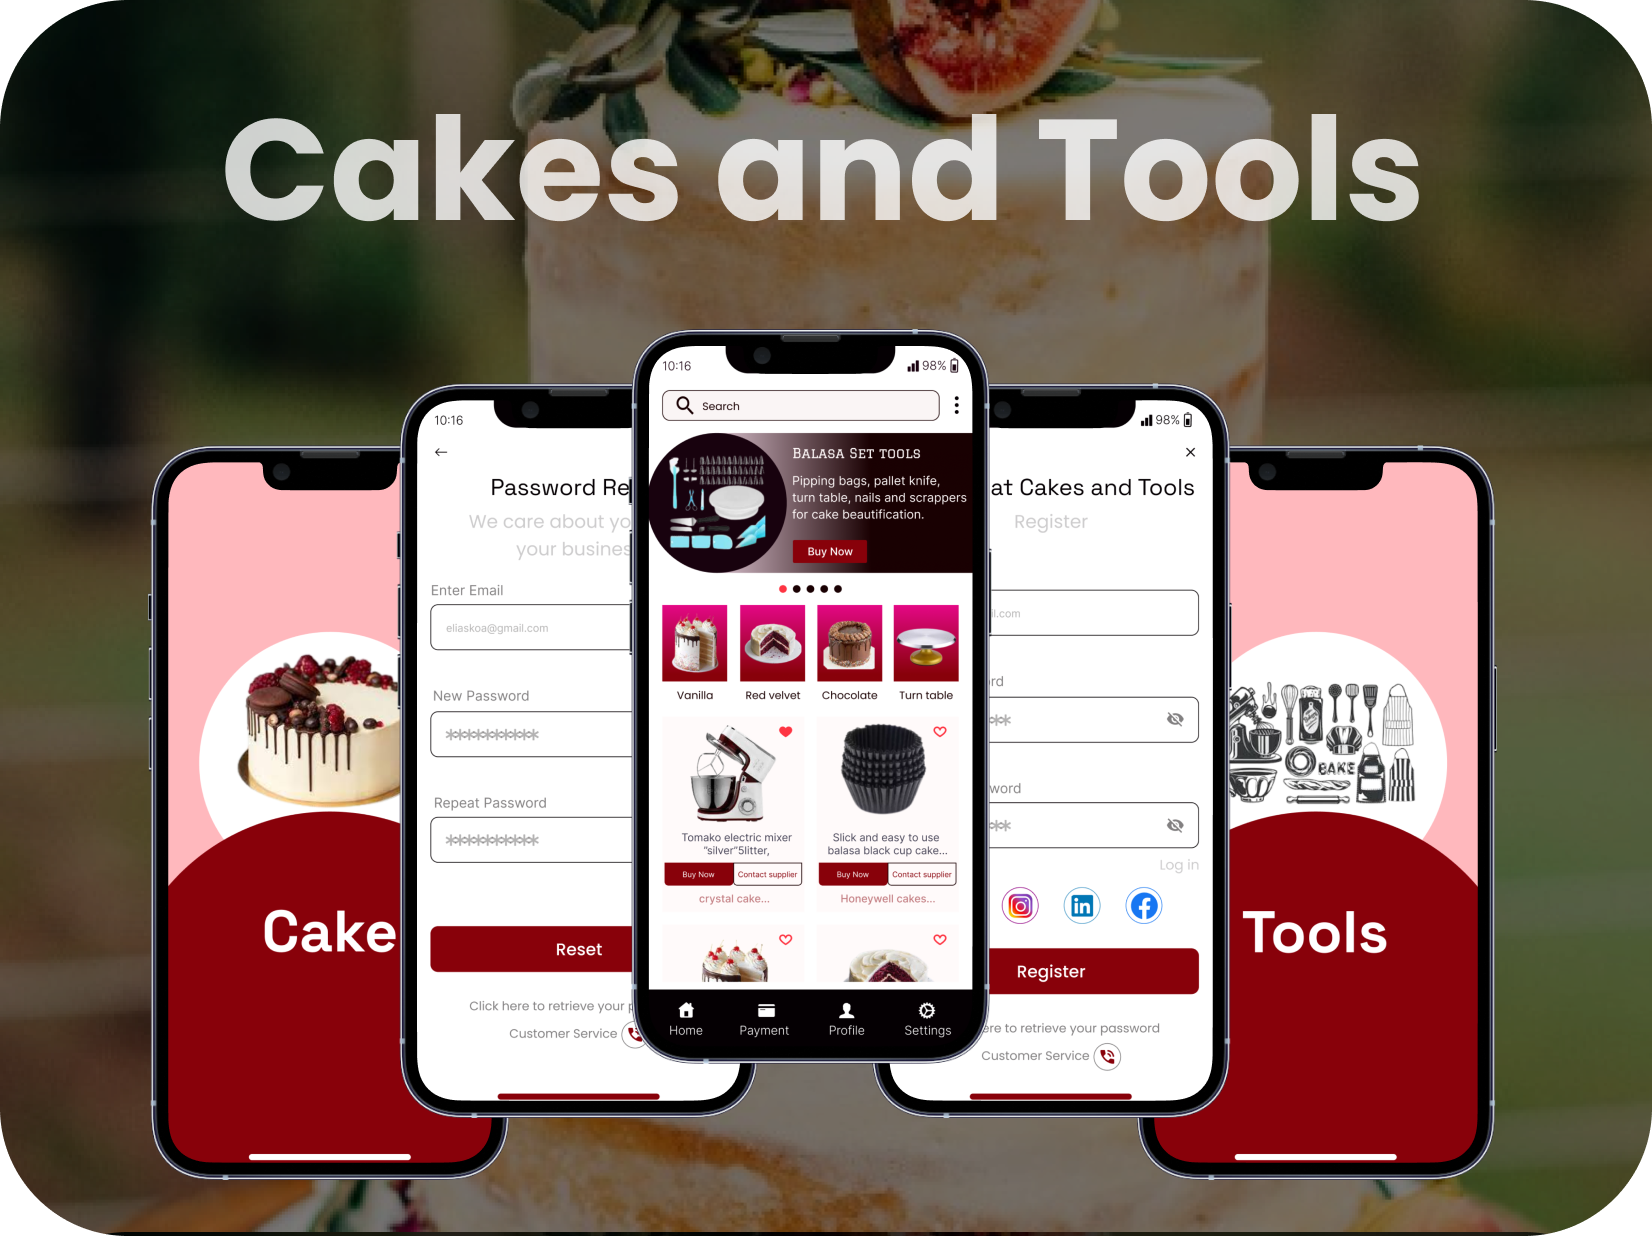 Cakes and Tools
Cake
10:16
Password Re
We care about yo
your busines
Enter Email
eliaskoa@gmail.com
New Password
**********
Repeat Password
**********
Reset
Click here to retrieve your p
Customer Service
10:16
98%
Search
Balasa Set tools
Pipping bags, pallet knife,
turn table, nails and scrappers
for cake beautification.
Buy Now
Vanilla
Red velvet
Chocolate
Turn table
Tomako electric mixer
"silver"5litter,
Buy Now
Contact supplier
crystal cake...
Slick and easy to use
balasa black cup cake...
Buy Now
Contact supplier
Honeywell cakes...
Home
Payment
Profile
Settings
98%
at Cakes and Tools
Register
il.com
rd
**
word
**
Log in
Register
ere to retrieve your password
Customer Service
BAKE
Tools